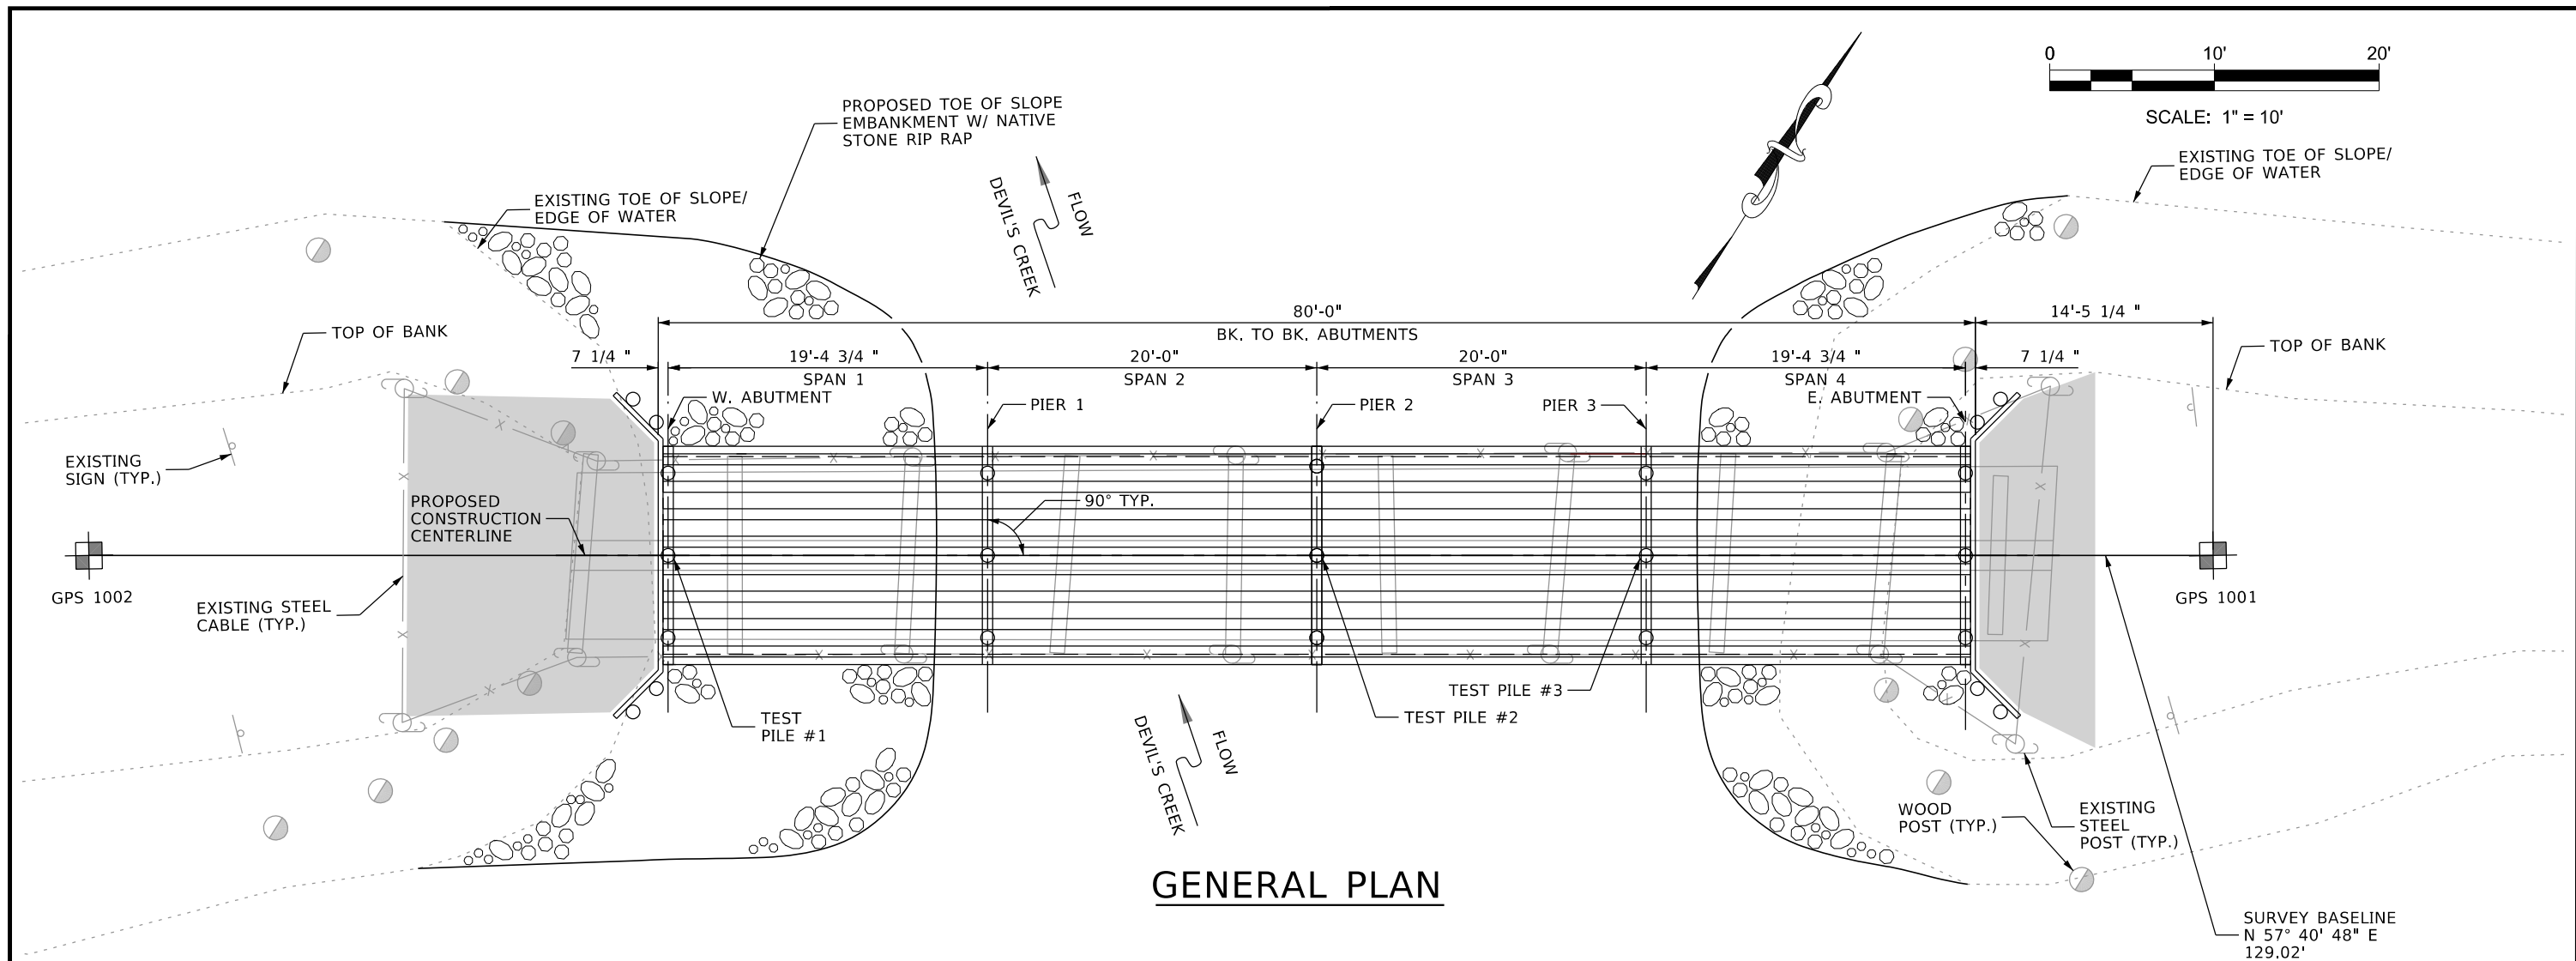 0 10' 20'
SCALE: 1" = 10'
PROPOSED TOE OF SLOPE
EMBANKMENT W/ NATIVE
STONE RIP RAP
EXISTING TOE OF SLOPE/
EDGE OF WATER
DEVIL'S CREEK
FLOW
EXISTING TOE OF SLOPE/
EDGE OF WATER
TOP OF BANK
80'-0"
BK. TO BK. ABUTMENTS
14'-5 1/4 "
TOP OF BANK
7 1/4 "
19'-4 3/4 "
SPAN 1
20'-0"
SPAN 2
20'-0"
SPAN 3
19'-4 3/4 "
SPAN 4
7 1/4 "
W. ABUTMENT
PIER 1
PIER 2
PIER 3
E. ABUTMENT
EXISTING
SIGN (TYP.)
PROPOSED
CONSTRUCTION
CENTERLINE
90° TYP.
GPS 1002
EXISTING STEEL
CABLE (TYP.)
GPS 1001
TEST
PILE #1
TEST PILE #2
TEST PILE #3
DEVIL'S CREEK
FLOW
WOOD
POST (TYP.)
EXISTING
STEEL
POST (TYP.)
GENERAL PLAN
SURVEY BASELINE
N 57° 40' 48" E
129.02'